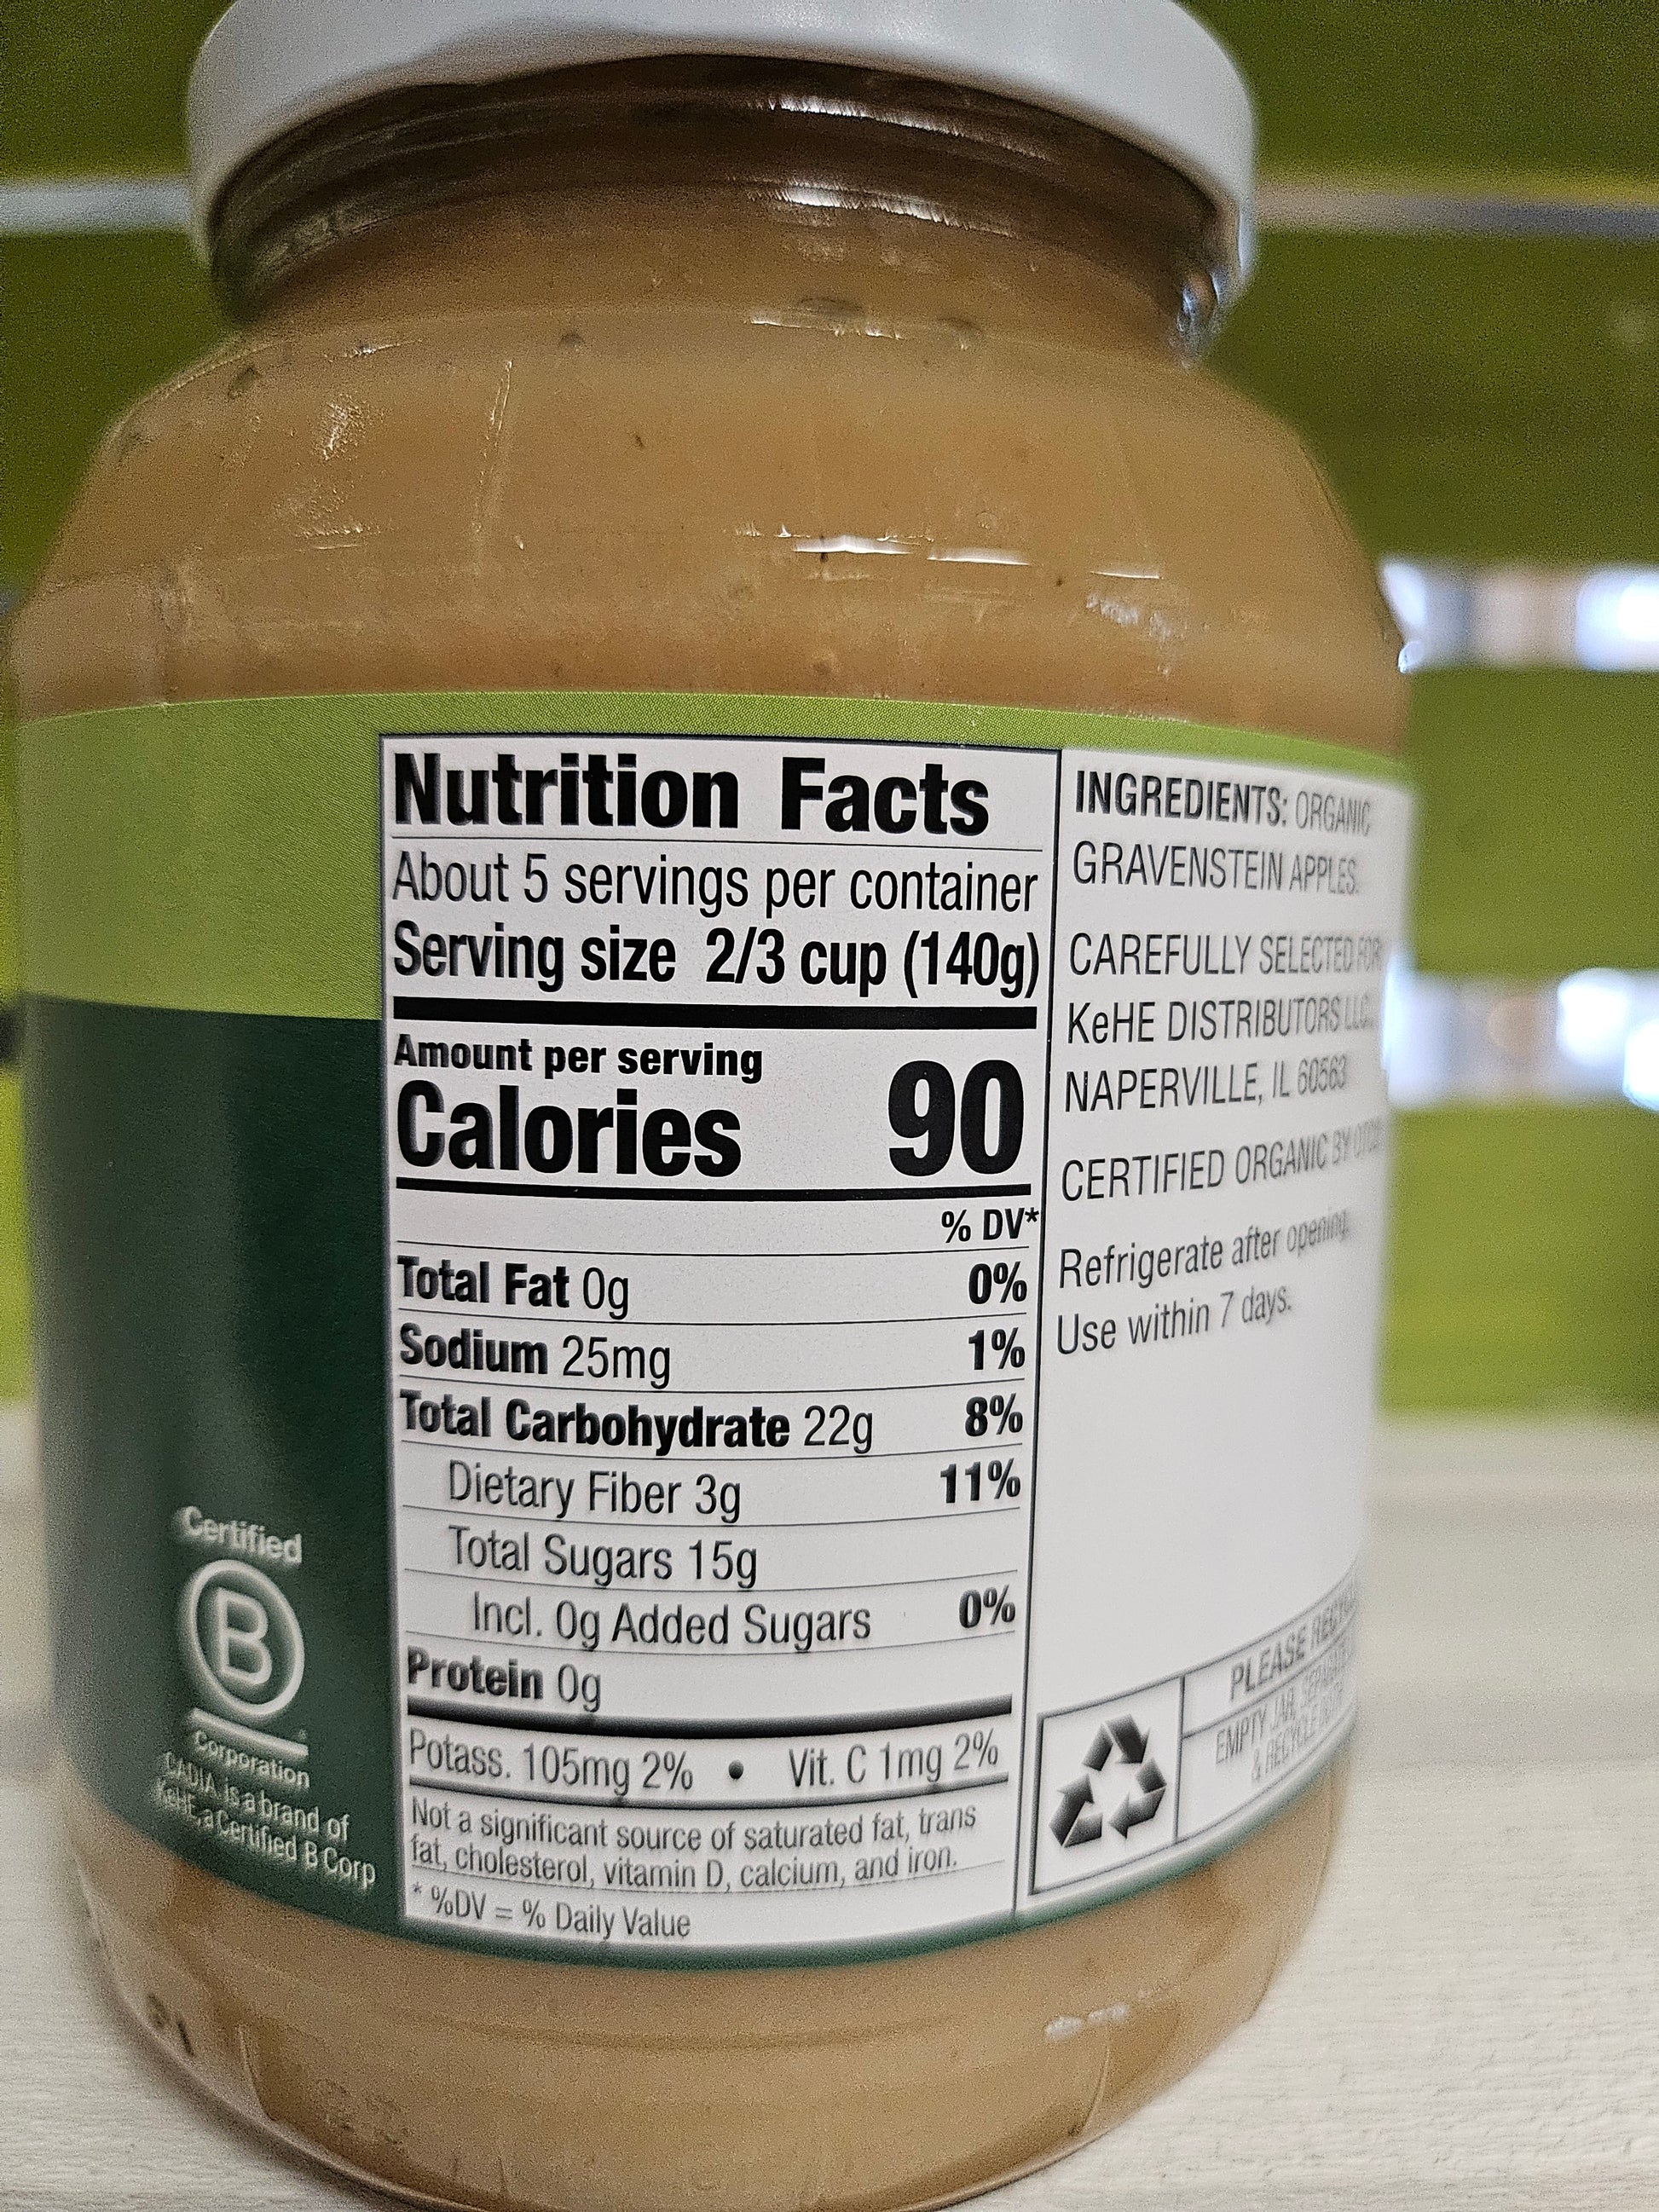 Nutrition Facts
About 5 servings per container
Serving size 2/3 cup (140g)
Amount per serving
Calories 90
% DV*
Total Fat 0g 0%
Sodium 25mg 1%
Total Carbohydrate 22g 8%
Dietary Fiber 3g 11%
Total Sugars 15g
Incl. 0g Added Sugars 0%
Protein 0g
Potass. 105mg 2% • Vit. C 1mg 2%
Not a significant source of saturated fat, trans
fat, cholesterol, vitamin D, calcium, and iron.
* %DV = % Daily Value
INGREDIENTS: ORGANIC
GRAVENSTEIN APPLES.
CAREFULLY SELECTED FOR
KeHE DISTRIBUTORS LLC
NAPERVILLE, IL 60563
CERTIFIED ORGANIC BY
Refrigerate after opening.
Use within 7 days.
PLEASE
EMPTY JAR, SEPARATE
& RECYCLE
Certified
B
Corporation
CADIA is a brand of
KeHE, a Certified B Corp